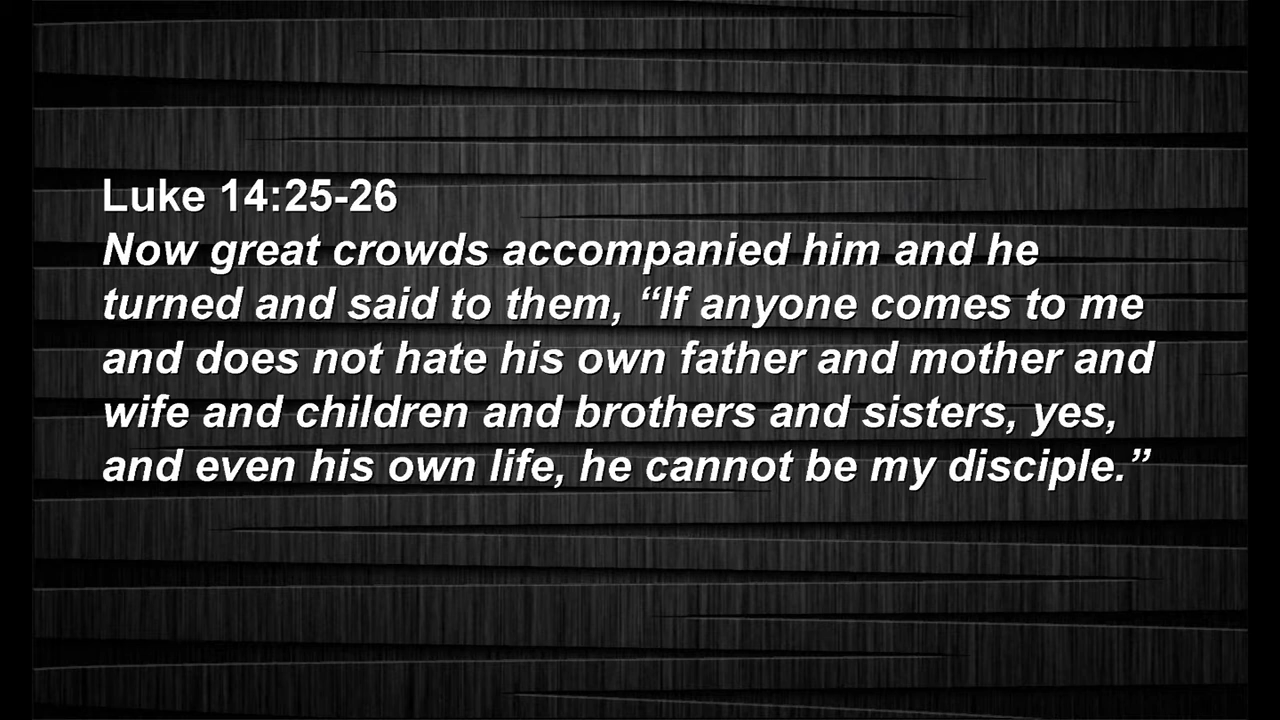 Luke 14:25-26
Now great crowds accompanied him and he
turned and said to them, “If anyone comes to me
and does not hate his own father and mother and
wife and children and brothers and sisters, yes,
and even his own life, he cannot be my disciple.”